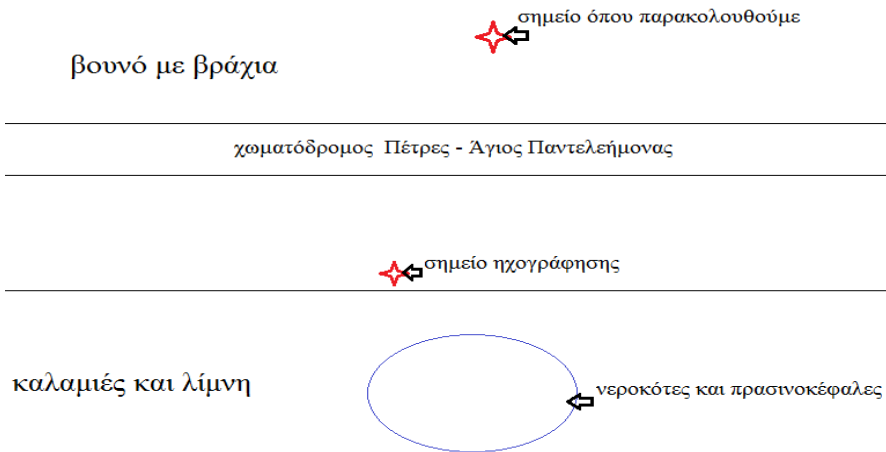 σημείο όπου παρακολουθούμε
βουνό με βράχια
χωματόδρομος Πέτρες - Άγιος Παντελεήμονας
σημείο ηχογράφησης
καλαμιές και λίμνη
νεροκότες και πρασινοκέφαλες